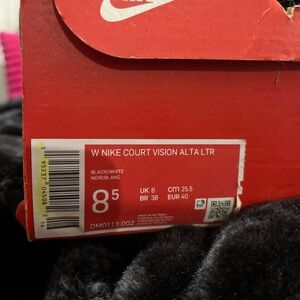 W NIKE COURT VISION ALTA LTR
BLACK/WHITE
NOIR/BLANC
8 5
UK 6
CM 25.5
BR 38
EUR 40
DM0113 002